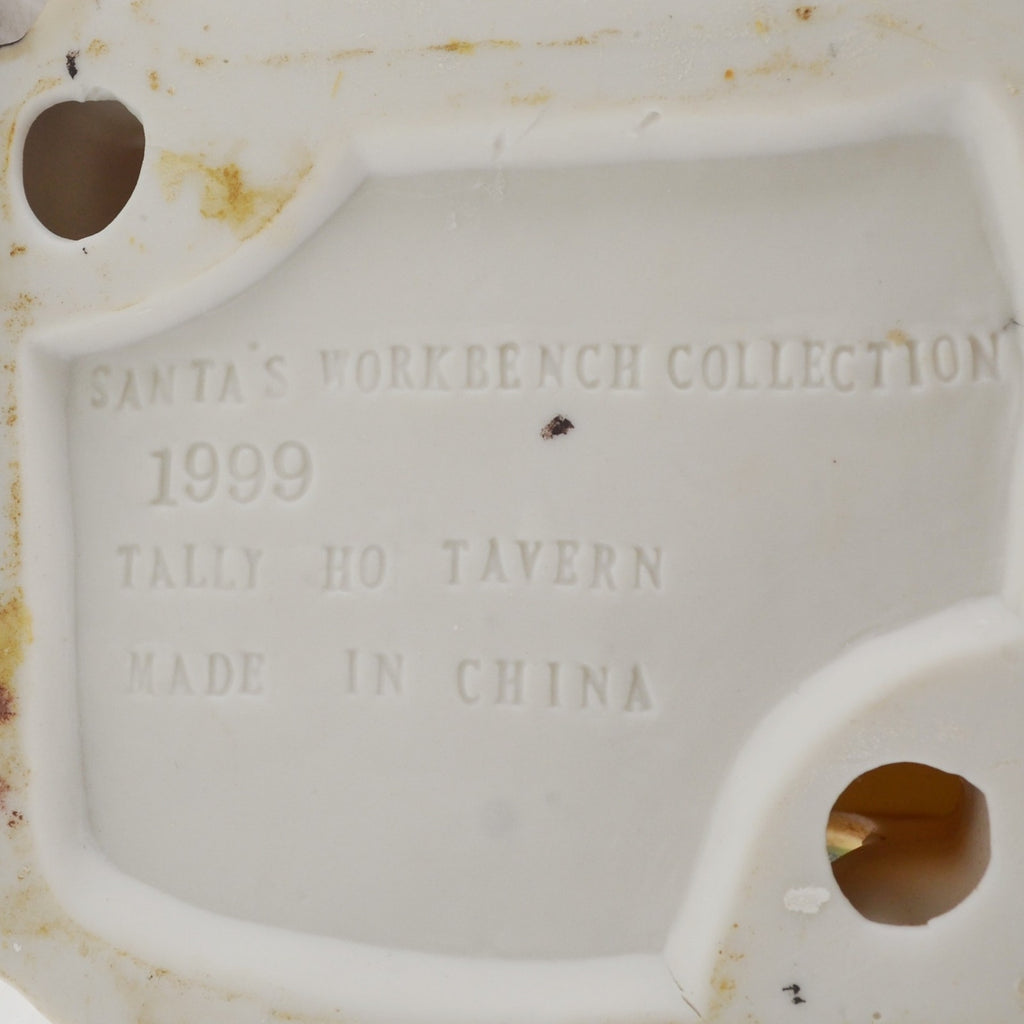 SANTA'S WORKBENCH COLLECTION
1999
TALLY HO TAVERN
MADE IN CHINA